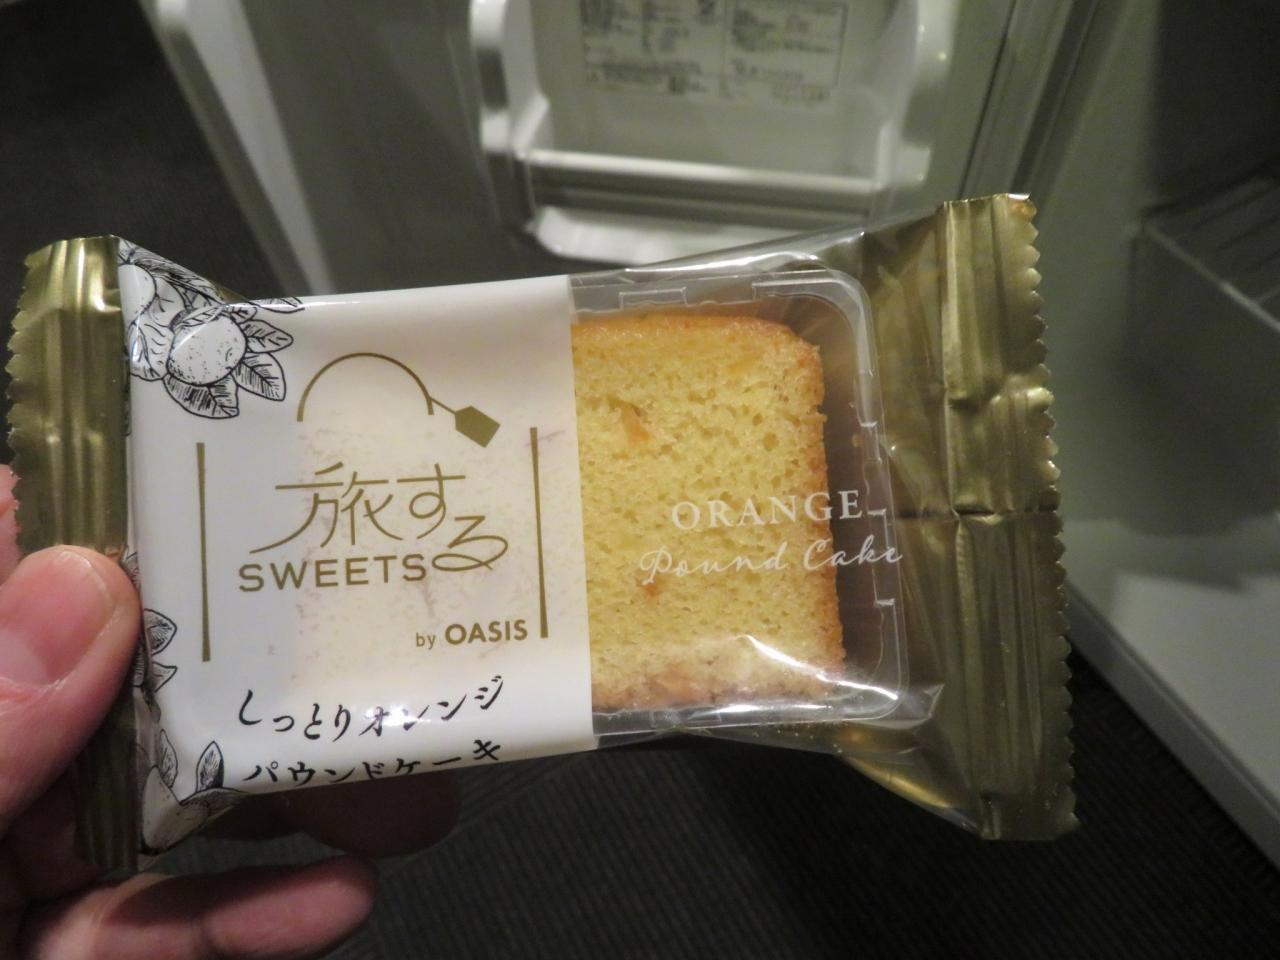 旅する
SWEETS
by OASIS
しっとりオレンジ
パウンドケーキ
ORANGE
Pound Cake